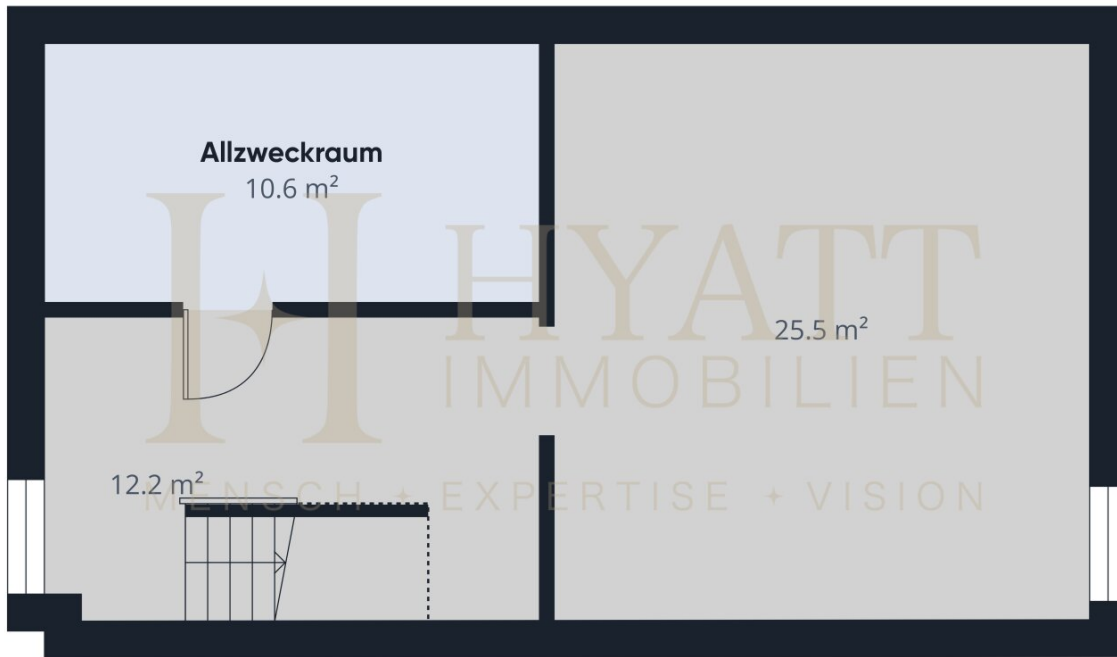 Allzweckraum
10.6 m²
HYATT
IMMOBILIEN
25.5 m²
12.2 m²
MENSCH + EXPERTISE + VISION